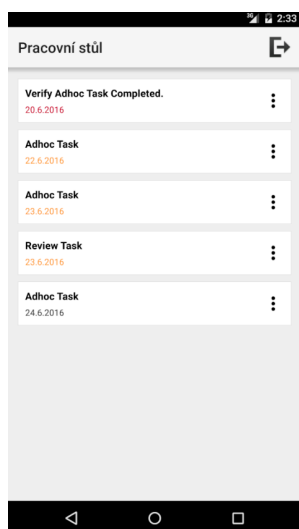 3G 2:33
Pracovní stůl
Verify Adhoc Task Completed.
20.6.2016
Adhoc Task
22.6.2016
Adhoc Task
23.6.2016
Review Task
23.6.2016
Adhoc Task
24.6.2016